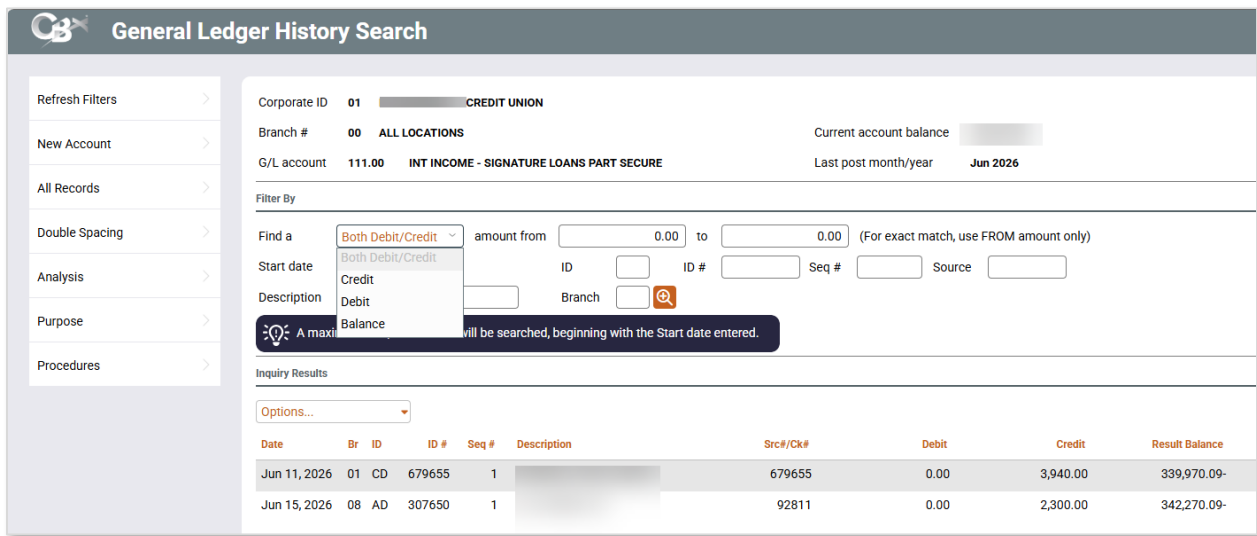 CBX General Ledger History Search
Refresh Filters
New Account
All Records
Double Spacing
Analysis
Purpose
Procedures
Corporate ID 01 CREDIT UNION
Branch # 00 ALL LOCATIONS Current account balance
G/L account 111.00 INT INCOME - SIGNATURE LOANS PART SECURE Last post month/year Jun 2026
Filter By
Find a Both Debit/Credit amount from 0.00 to 0.00 (For exact match, use FROM amount only)
Both Debit/Credit
Start date ID ID # Seq # Source
Credit
Description Debit Branch
Balance
A maxi will be searched, beginning with the Start date entered.
Inquiry Results
Options...
Date Br ID ID # Seq # Description Src#/Ck# Debit Credit Result Balance
Jun 11, 2026 01 CD 679655 1 679655 0.00 3,940.00 339,970.09-
Jun 15, 2026 08 AD 307650 1 92811 0.00 2,300.00 342,270.09-